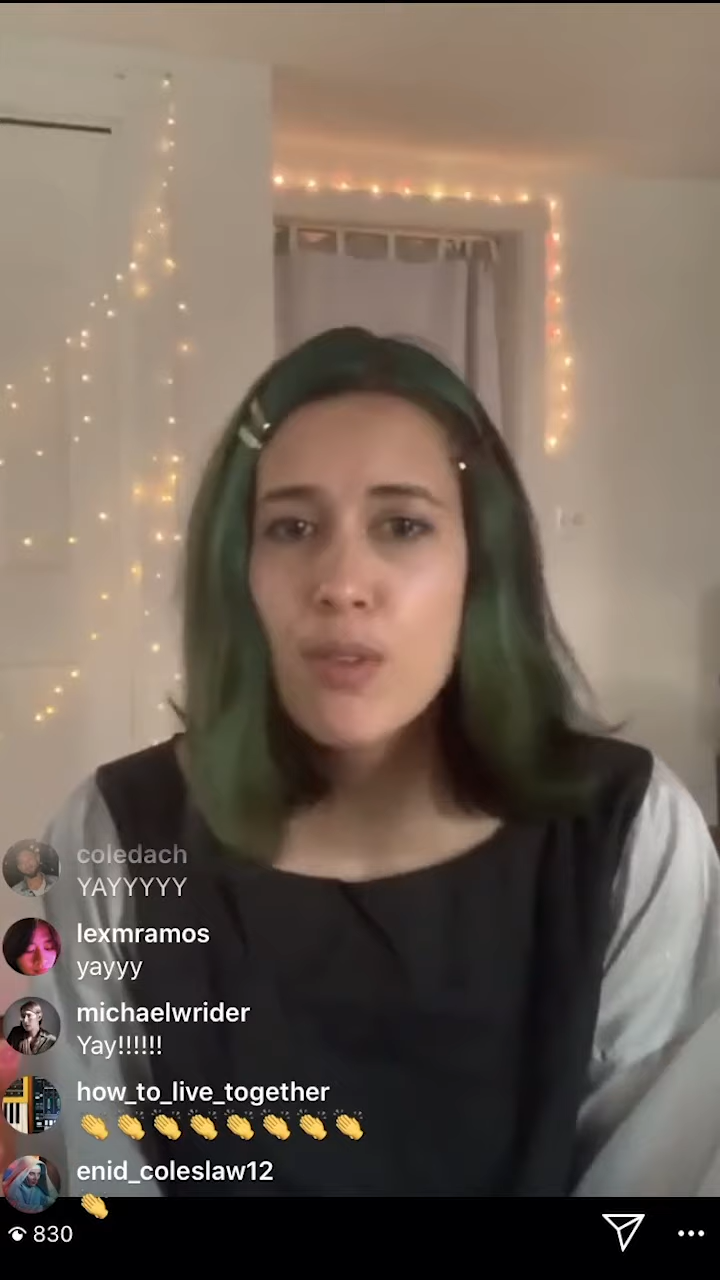 coledach
YAYYYYY
lexmramos
yayyy
michaelwrider
Yay!!!!!!
how_to_live_together
👏👏👏👏👏👏👏👏
enid_coleslaw12
👏
830